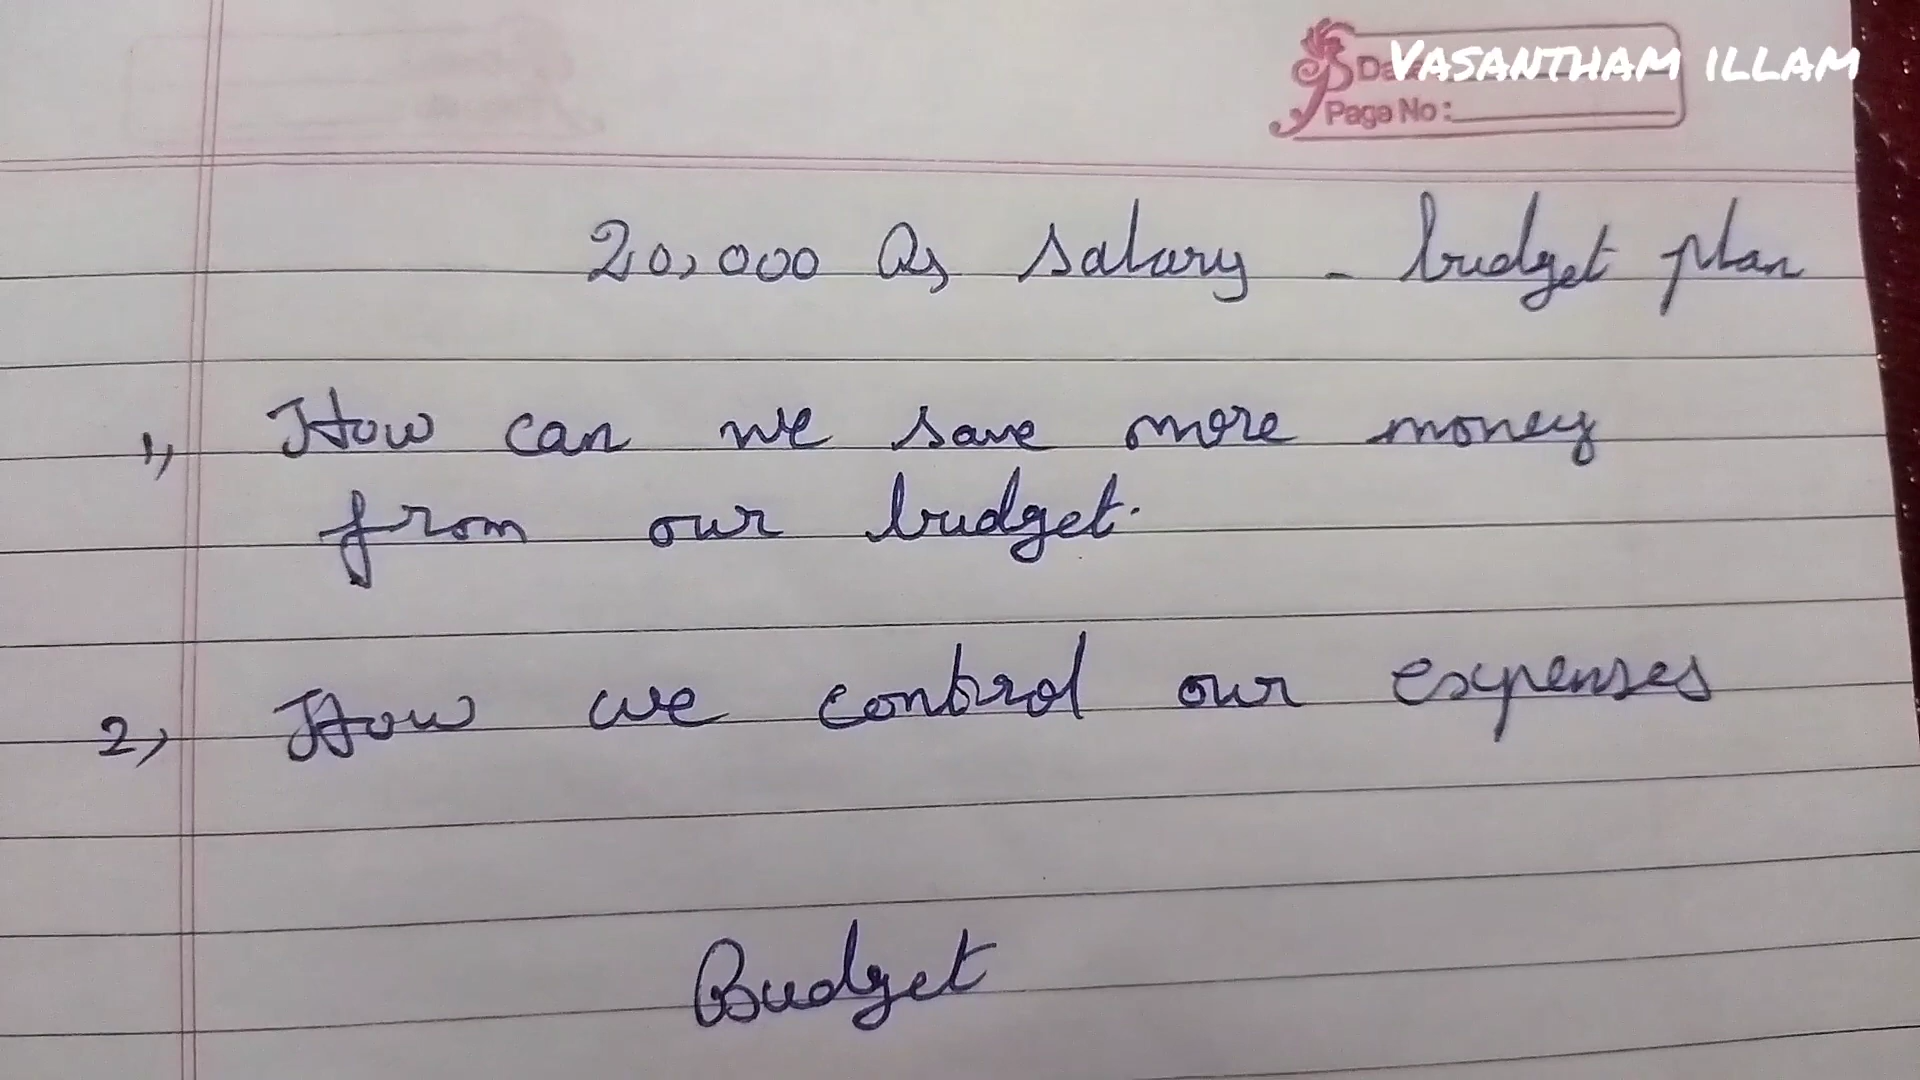 VASANTHAM ILLAM
Page No:
20,000 Rs salary - budget plan
1, How can we save more money
from our budget.
2, How we control our expenses
Budget